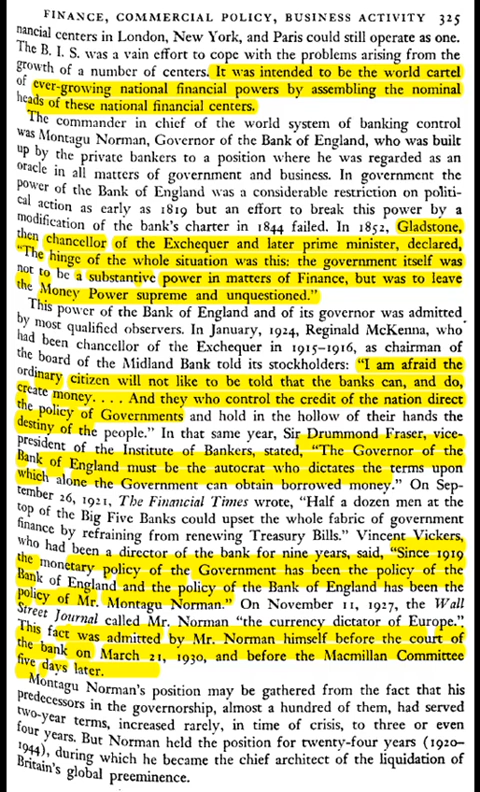 FINANCE, COMMERCIAL POLICY, BUSINESS ACTIVITY 325
nancial centers in London, New York, and Paris could still operate as one.
The B. I. S. was a vain effort to cope with the problems arising from the
growth of a number of centers. It was intended to be the world cartel
of ever-growing national financial powers by assembling the nominal
heads of these national financial centers.
The commander in chief of the world system of banking control
was Montagu Norman, Governor of the Bank of England, who was built
up by the private bankers to a position where he was regarded as an
oracle in all matters of government and business. In government the
power of the Bank of England was a considerable restriction on politi-
cal action as early as 1819 but an effort to break this power by a
modification of the bank's charter in 1844 failed. In 1852, Gladstone,
then chancellor of the Exchequer and later prime minister, declared,
"The hinge of the whole situation was this: the government itself was
not to be a substantive power in matters of Finance, but was to leave
the Money Power supreme and unquestioned."
This power of the Bank of England and of its governor was admitted
by most qualified observers. In January, 1924, Reginald McKenna, who
had been chancellor of the Exchequer in 1915–1916, as chairman of
the board of the Midland Bank told its stockholders: "I am afraid the
ordinary citizen will not like to be told that the banks can, and do,
create money. . . . And they who control the credit of the nation direct
the policy of Governments and hold in the hollow of their hands the
destiny of the people." In that same year, Sir Drummond Fraser, vice-
president of the Institute of Bankers, stated, "The Governor of the
Bank of England must be the autocrat who dictates the terms upon
which alone the Government can obtain borrowed money." On Sep-
tember 26, 1921, The Financial Times wrote, "Half a dozen men at the
top of the Big Five Banks could upset the whole fabric of government
finance by refraining from renewing Treasury Bills." Vincent Vickers,
who had been a director of the bank for nine years, said, "Since 1919
the monetary policy of the Government has been the policy of the
Bank of England and the policy of the Bank of England has been the
policy of Mr. Montagu Norman." On November 11, 1927, the Wall
Street Journal called Mr. Norman "the currency dictator of Europe."
This fact was admitted by Mr. Norman himself before the court of
the bank on March 21, 1930, and before the Macmillan Committee
five days later.
Montagu Norman's position may be gathered from the fact that his
predecessors in the governorship, almost a hundred of them, had served
two-year terms, increased rarely, in time of crisis, to three or even
four years. But Norman held the position for twenty-four years (1920–
1944), during which he became the chief architect of the liquidation of
Britain's global preeminence.